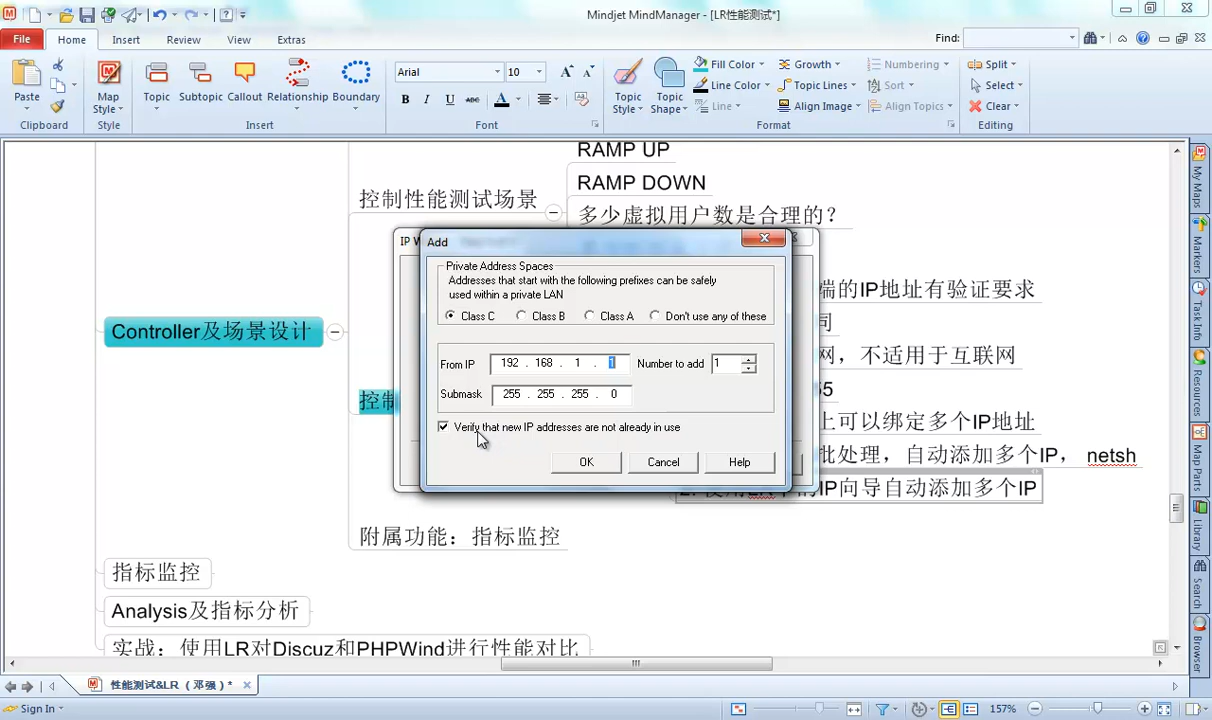 Mindjet MindManager - [LR性能测试*]
File
Home
Insert
Review
View
Extras
Find:
Paste
Map Style
Topic
Subtopic
Callout
Relationship
Boundary
Arial
10
B I U abc A
Topic Style
Topic Shape
Fill Color
Line Color
Line
Growth
Topic Lines
Align Image
Numbering
Sort
Align Topics
Split
Select
Clear
Clipboard
Style
Insert
Font
Format
Editing
RAMP UP
RAMP DOWN
控制性能测试场景
多少虚拟用户数是合理的?
IP W
Add
Private Address Spaces
Addresses that start with the following prefixes can be safely
used within a private LAN
Class C
Class B
Class A
Don't use any of these
From IP
192 . 168 . 1 . 1
Number to add
1
Submask
255 . 255 . 255 . 0
Verify that new IP addresses are not already in use
OK
Cancel
Help
端的IP地址有验证要求
司
网，不适用于互联网
65
上可以绑定多个IP地址
批处理，自动添加多个IP， netsh
的IP向导自动添加多个IP
Controller及场景设计
控制
附属功能：指标监控
指标监控
Analysis及指标分析
实战：使用LR对Discuz和PHPWind进行性能对比
My Maps
Markers
Task Info
Resources
Map Parts
Library
Search
Browser
性能测试&LR （邓强）*
Sign In
157%